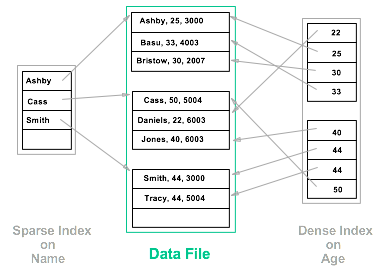 Ashby
Cass
Smith
Sparse Index
on
Name
Ashby, 25, 3000
Basu, 33, 4003
Bristow, 30, 2007
Cass, 50, 5004
Daniels, 22, 6003
Jones, 40, 6003
Smith, 44, 3000
Tracy, 44, 5004
Data File
22
25
30
33
40
44
44
50
Dense Index
on
Age